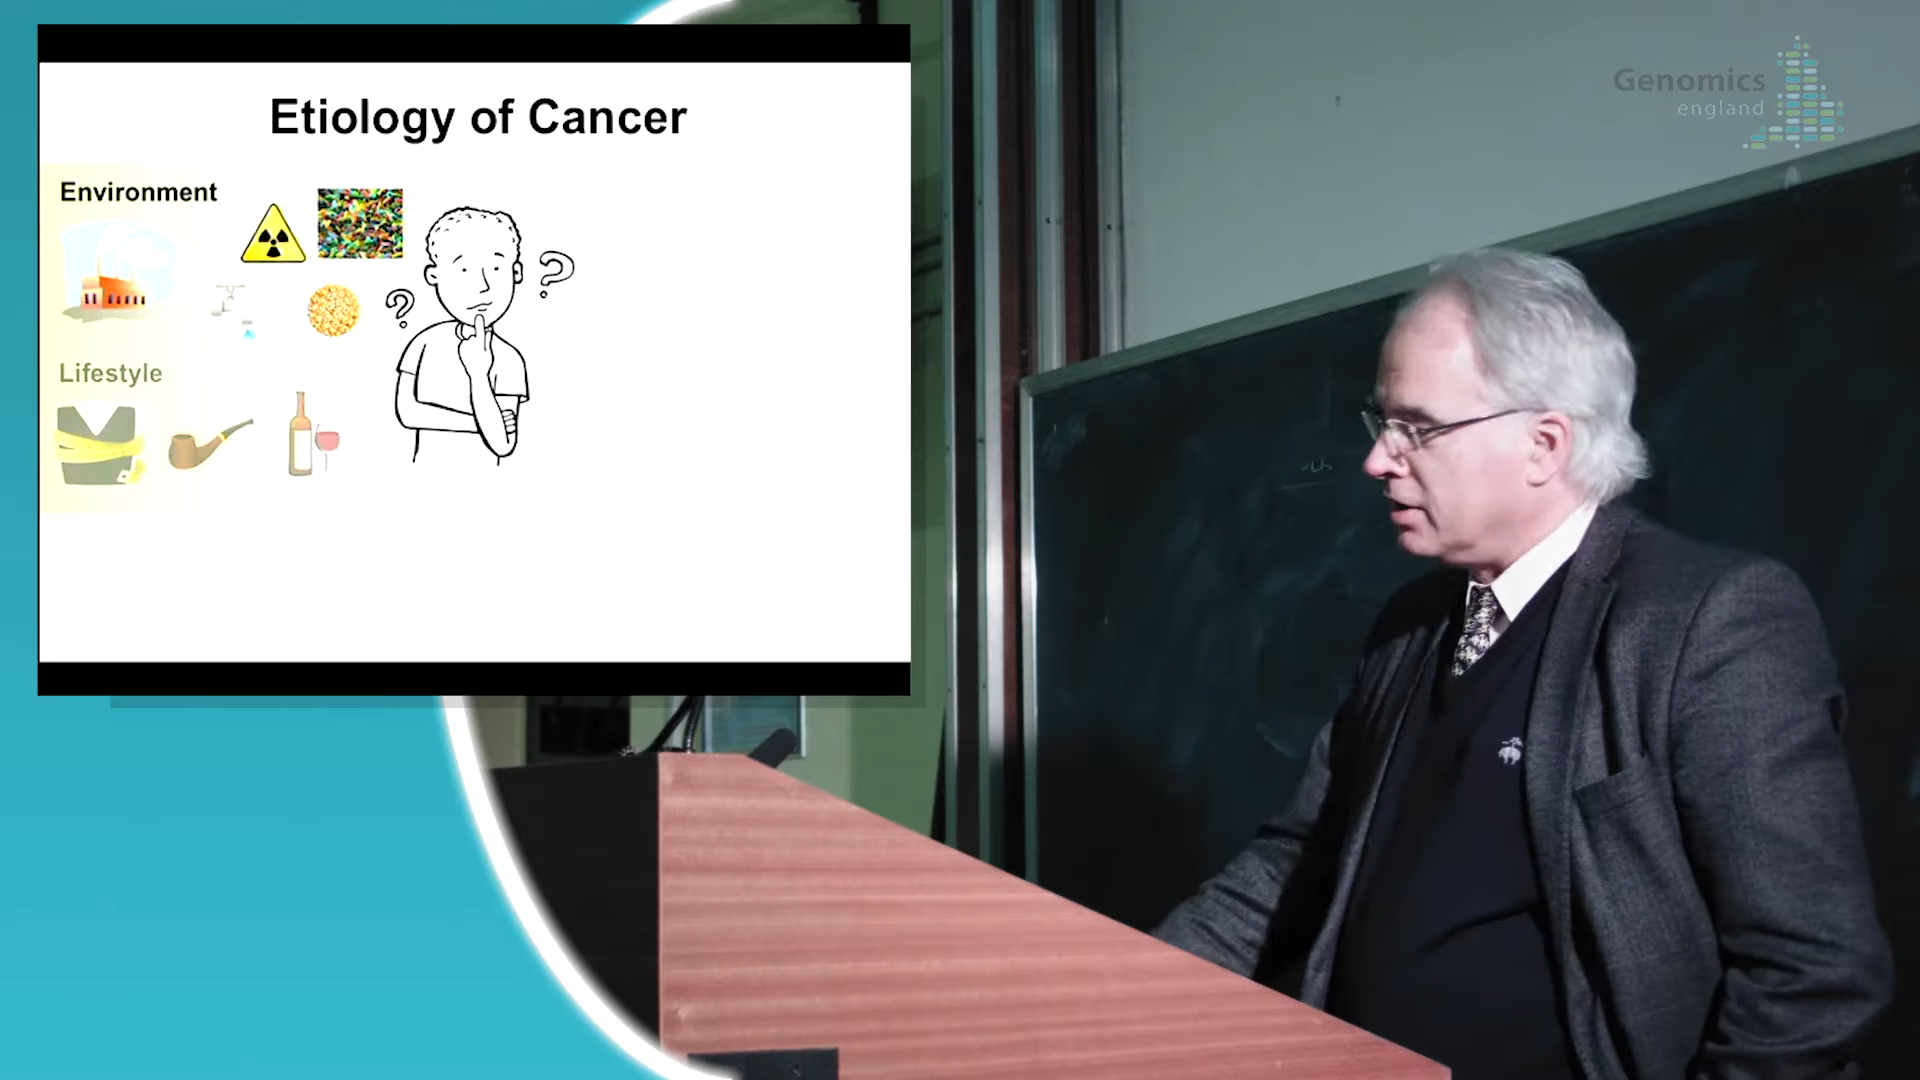 Etiology of Cancer
Environment
Lifestyle
? ?
Genomics
england